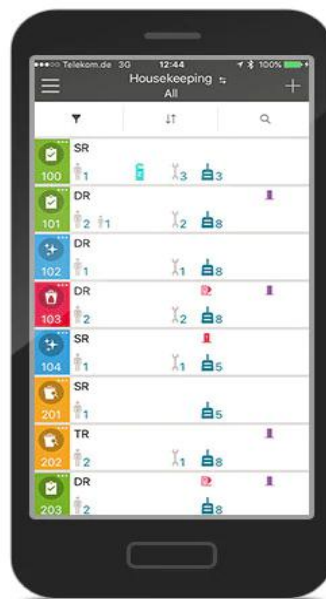 Telekom.de 3G 12:44 100%
Housekeeping
All
SR
100 1 3 3
DR
101 2 1 2 8
DR
102 1 1 8
DR
103 2 2 8
SR
104 1 1 5
SR
201 1 5
TR
202 2 1 8
DR
203 2 8